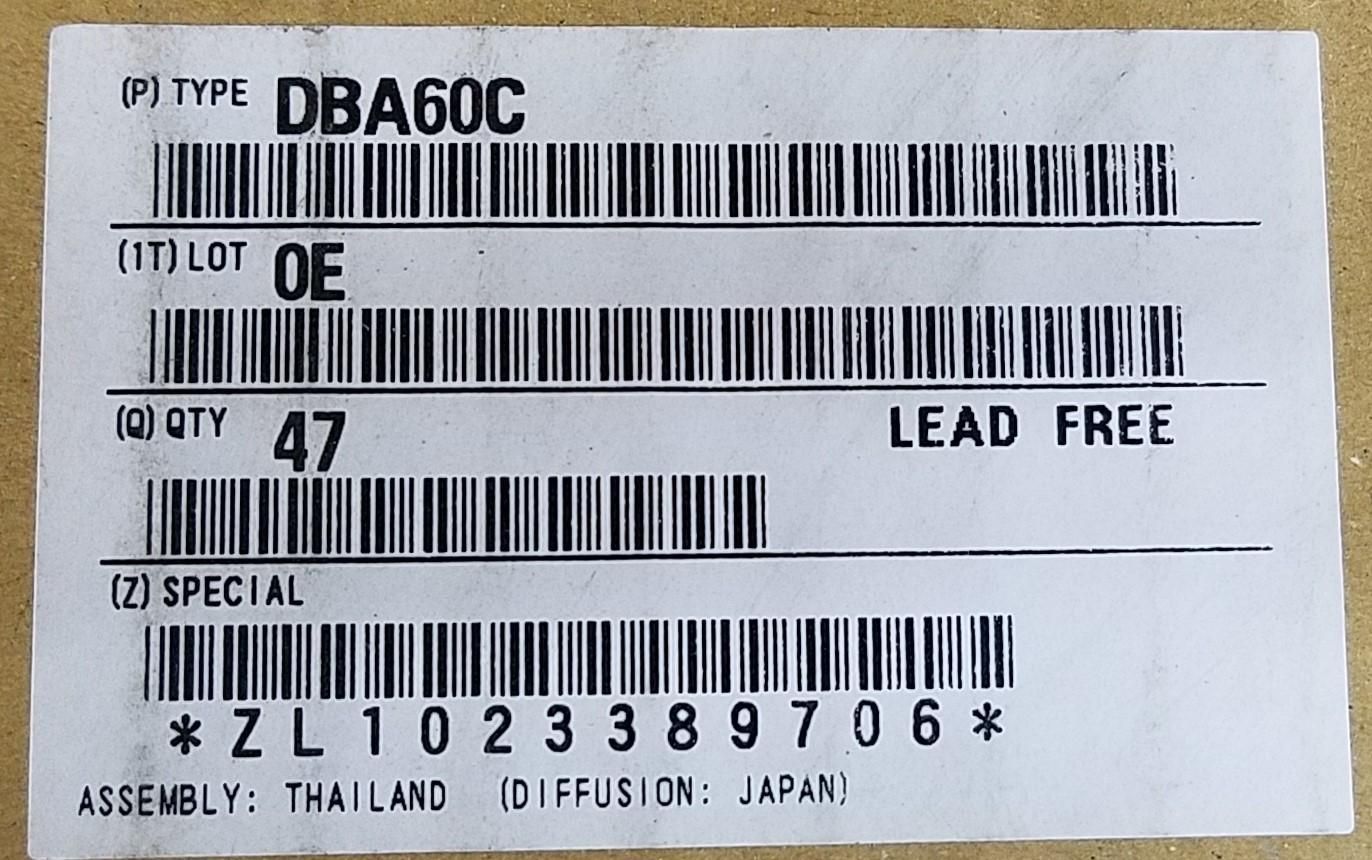 (P) TYPE DBA60C
(1T) LOT 0E
(Q) QTY 47 LEAD FREE
(Z) SPECIAL
*ZL1023389706*
ASSEMBLY: THAILAND (DIFFUSION: JAPAN)